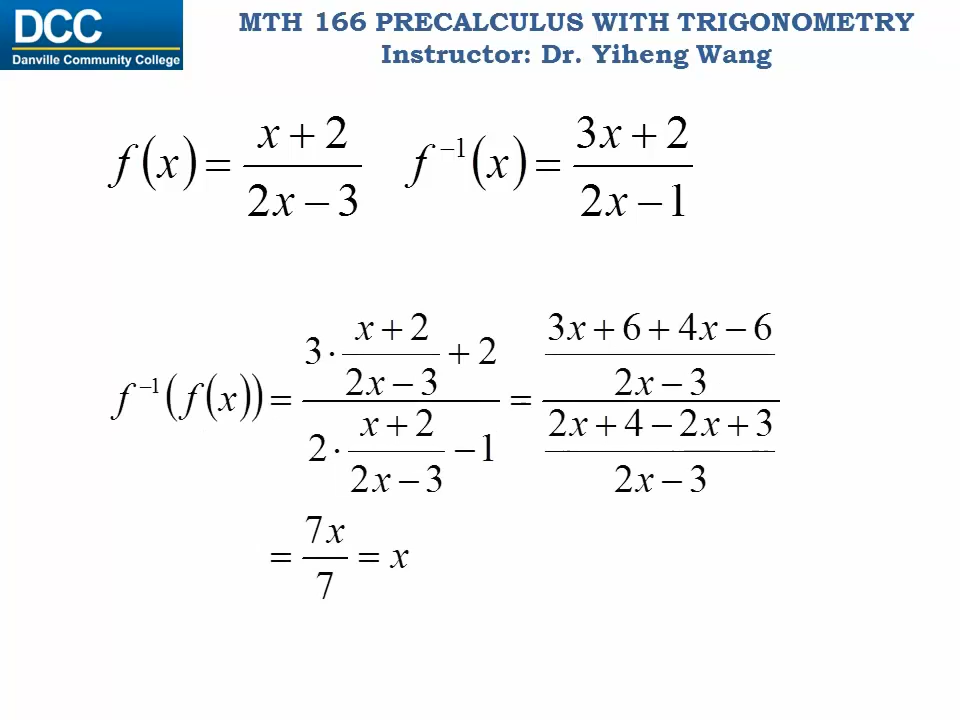 DCC
Danville Community College
MTH 166 PRECALCULUS WITH TRIGONOMETRY
Instructor: Dr. Yiheng Wang
f(x) = (x + 2)/(2x − 3)    f⁻¹(x) = (3x + 2)/(2x − 1)
f⁻¹(f(x)) = (3 · (x + 2)/(2x − 3) + 2)/(2 · (x + 2)/(2x − 3) − 1) = ((3x + 6 + 4x − 6)/(2x − 3))/((2x + 4 − 2x + 3)/(2x − 3))
= 7x/7 = x